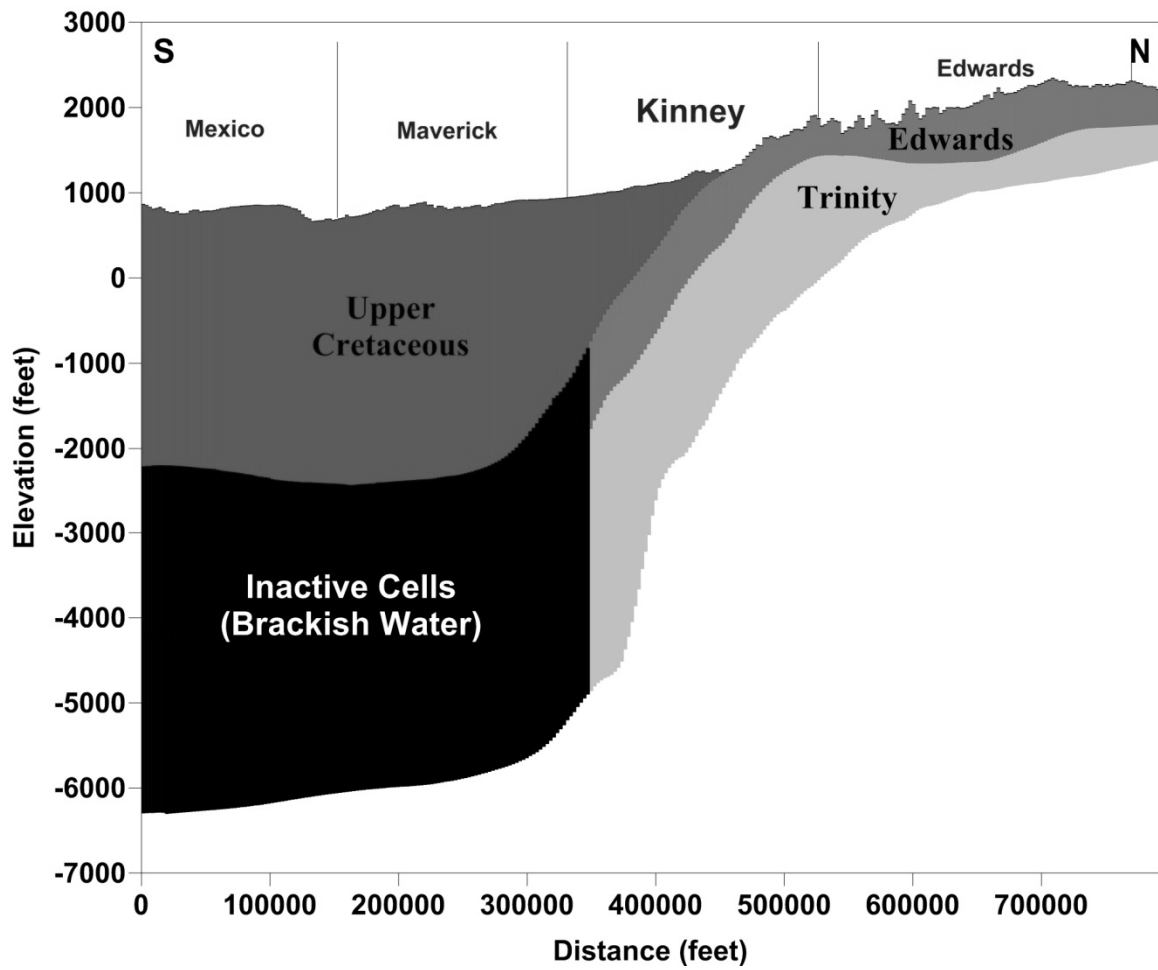 3000
2000
1000
0
-1000
-2000
-3000
-4000
-5000
-6000
-7000
Elevation (feet)
S
N
Mexico
Maverick
Kinney
Edwards
Edwards
Trinity
Upper
Cretaceous
Inactive Cells
(Brackish Water)
0
100000
200000
300000
400000
500000
600000
700000
Distance (feet)